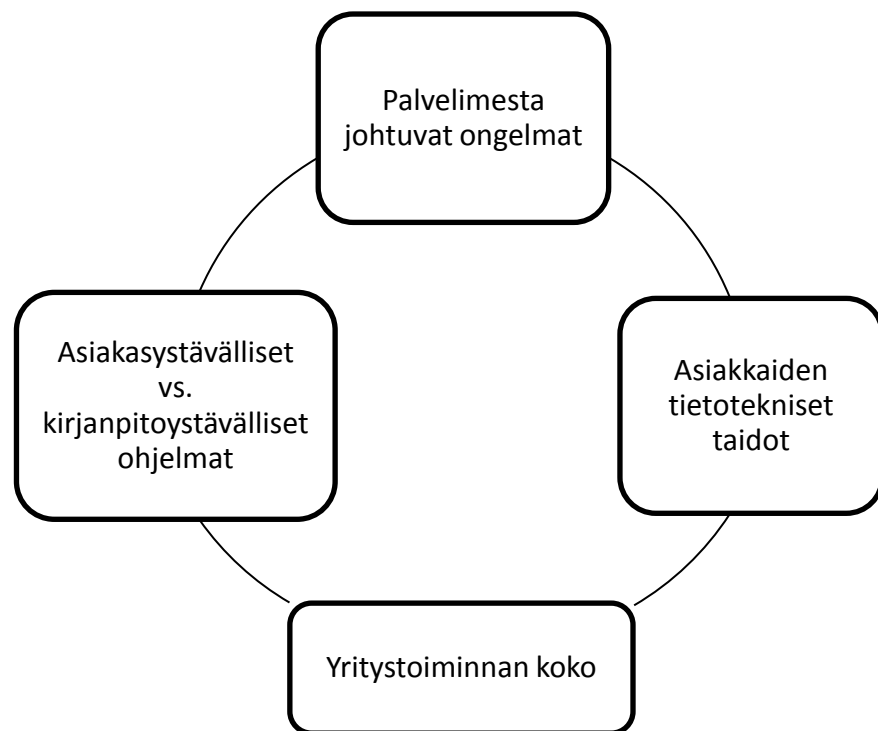 Palvelimesta
johtuvat ongelmat
Asiakasystävälliset
vs.
kirjanpitoystävälliset
ohjelmat
Asiakkaiden
tietotekniset
taidot
Yritystoiminnan koko